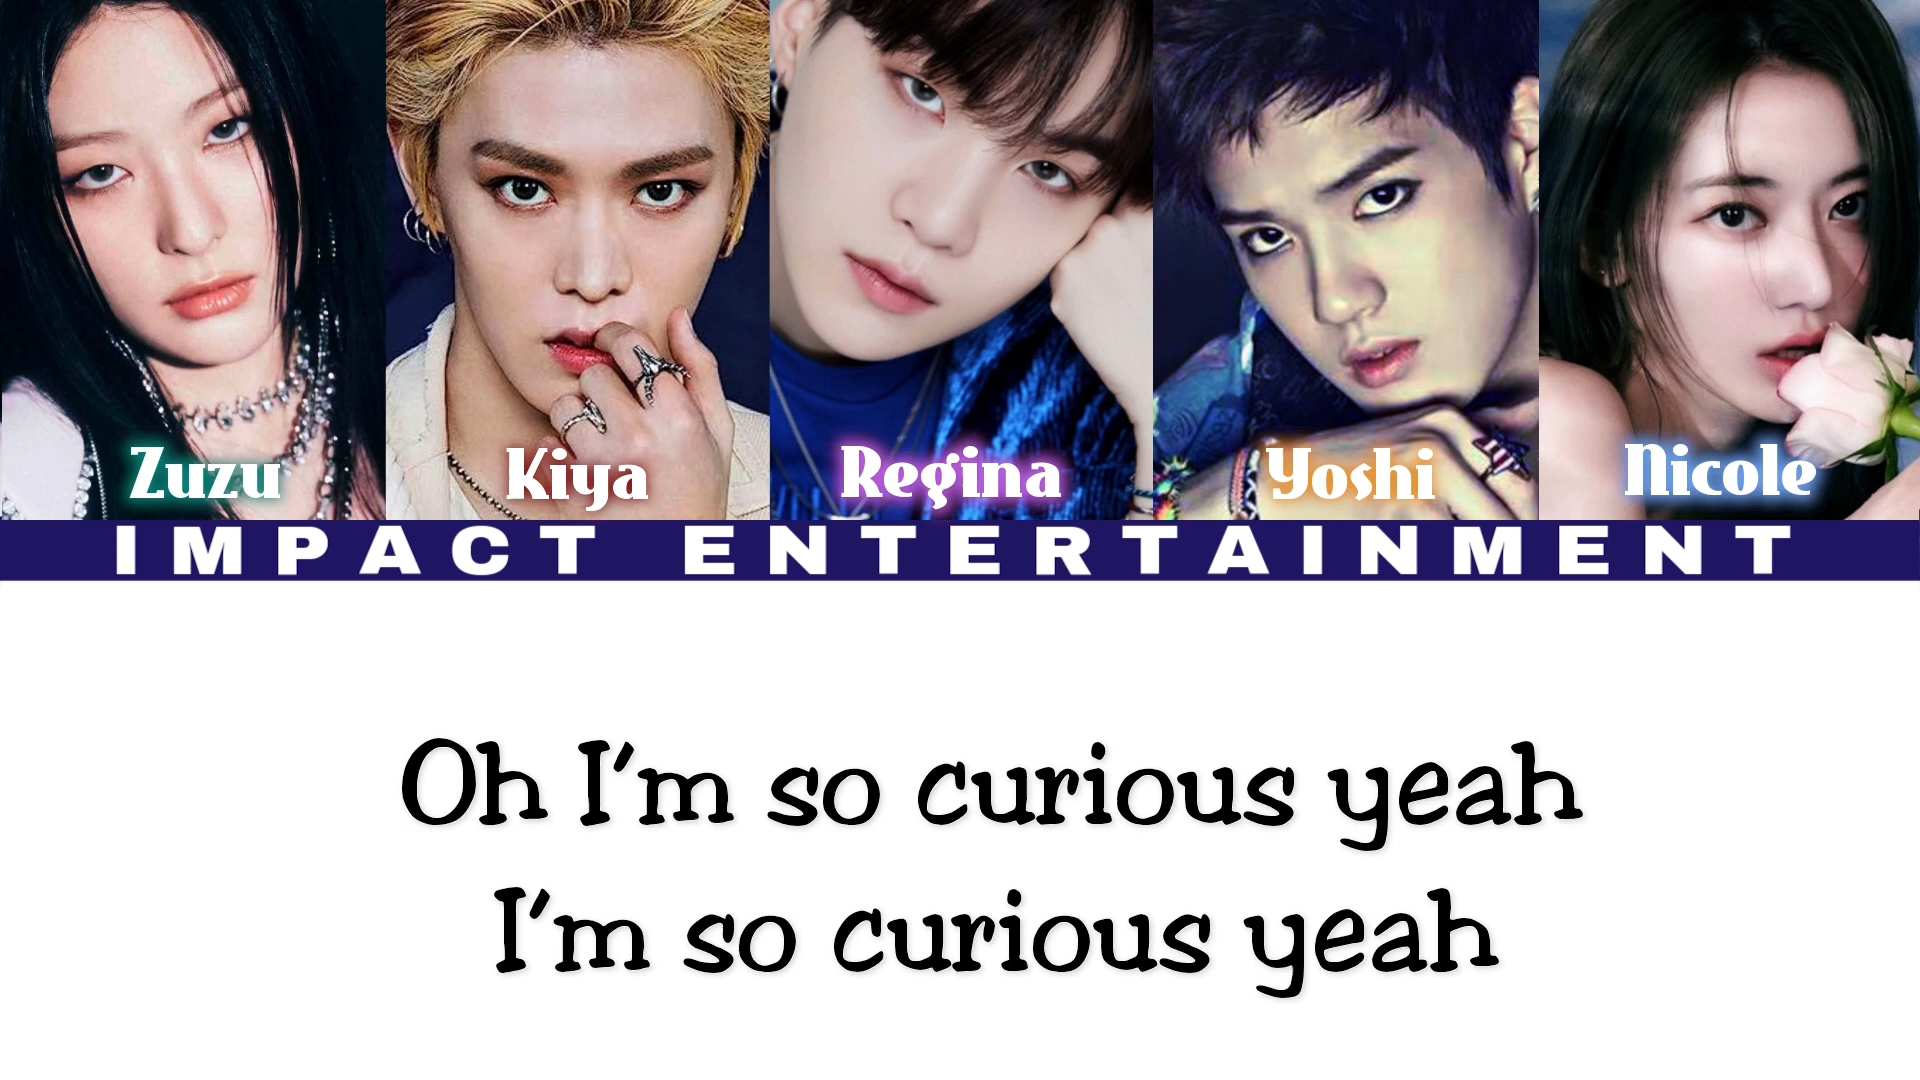 Zuzu Kiya Regina Yoshi Nicole
IMPACT ENTERTAINMENT
Oh I'm so curious yeah
I'm so curious yeah